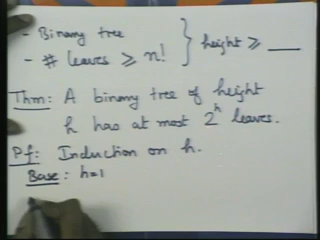 - Binary tree
- # leaves ≥ n! } height ≥ ___
Thm: A binary tree of height
h has at most 2^h leaves.
Pf: Induction on h.
Base: h=1